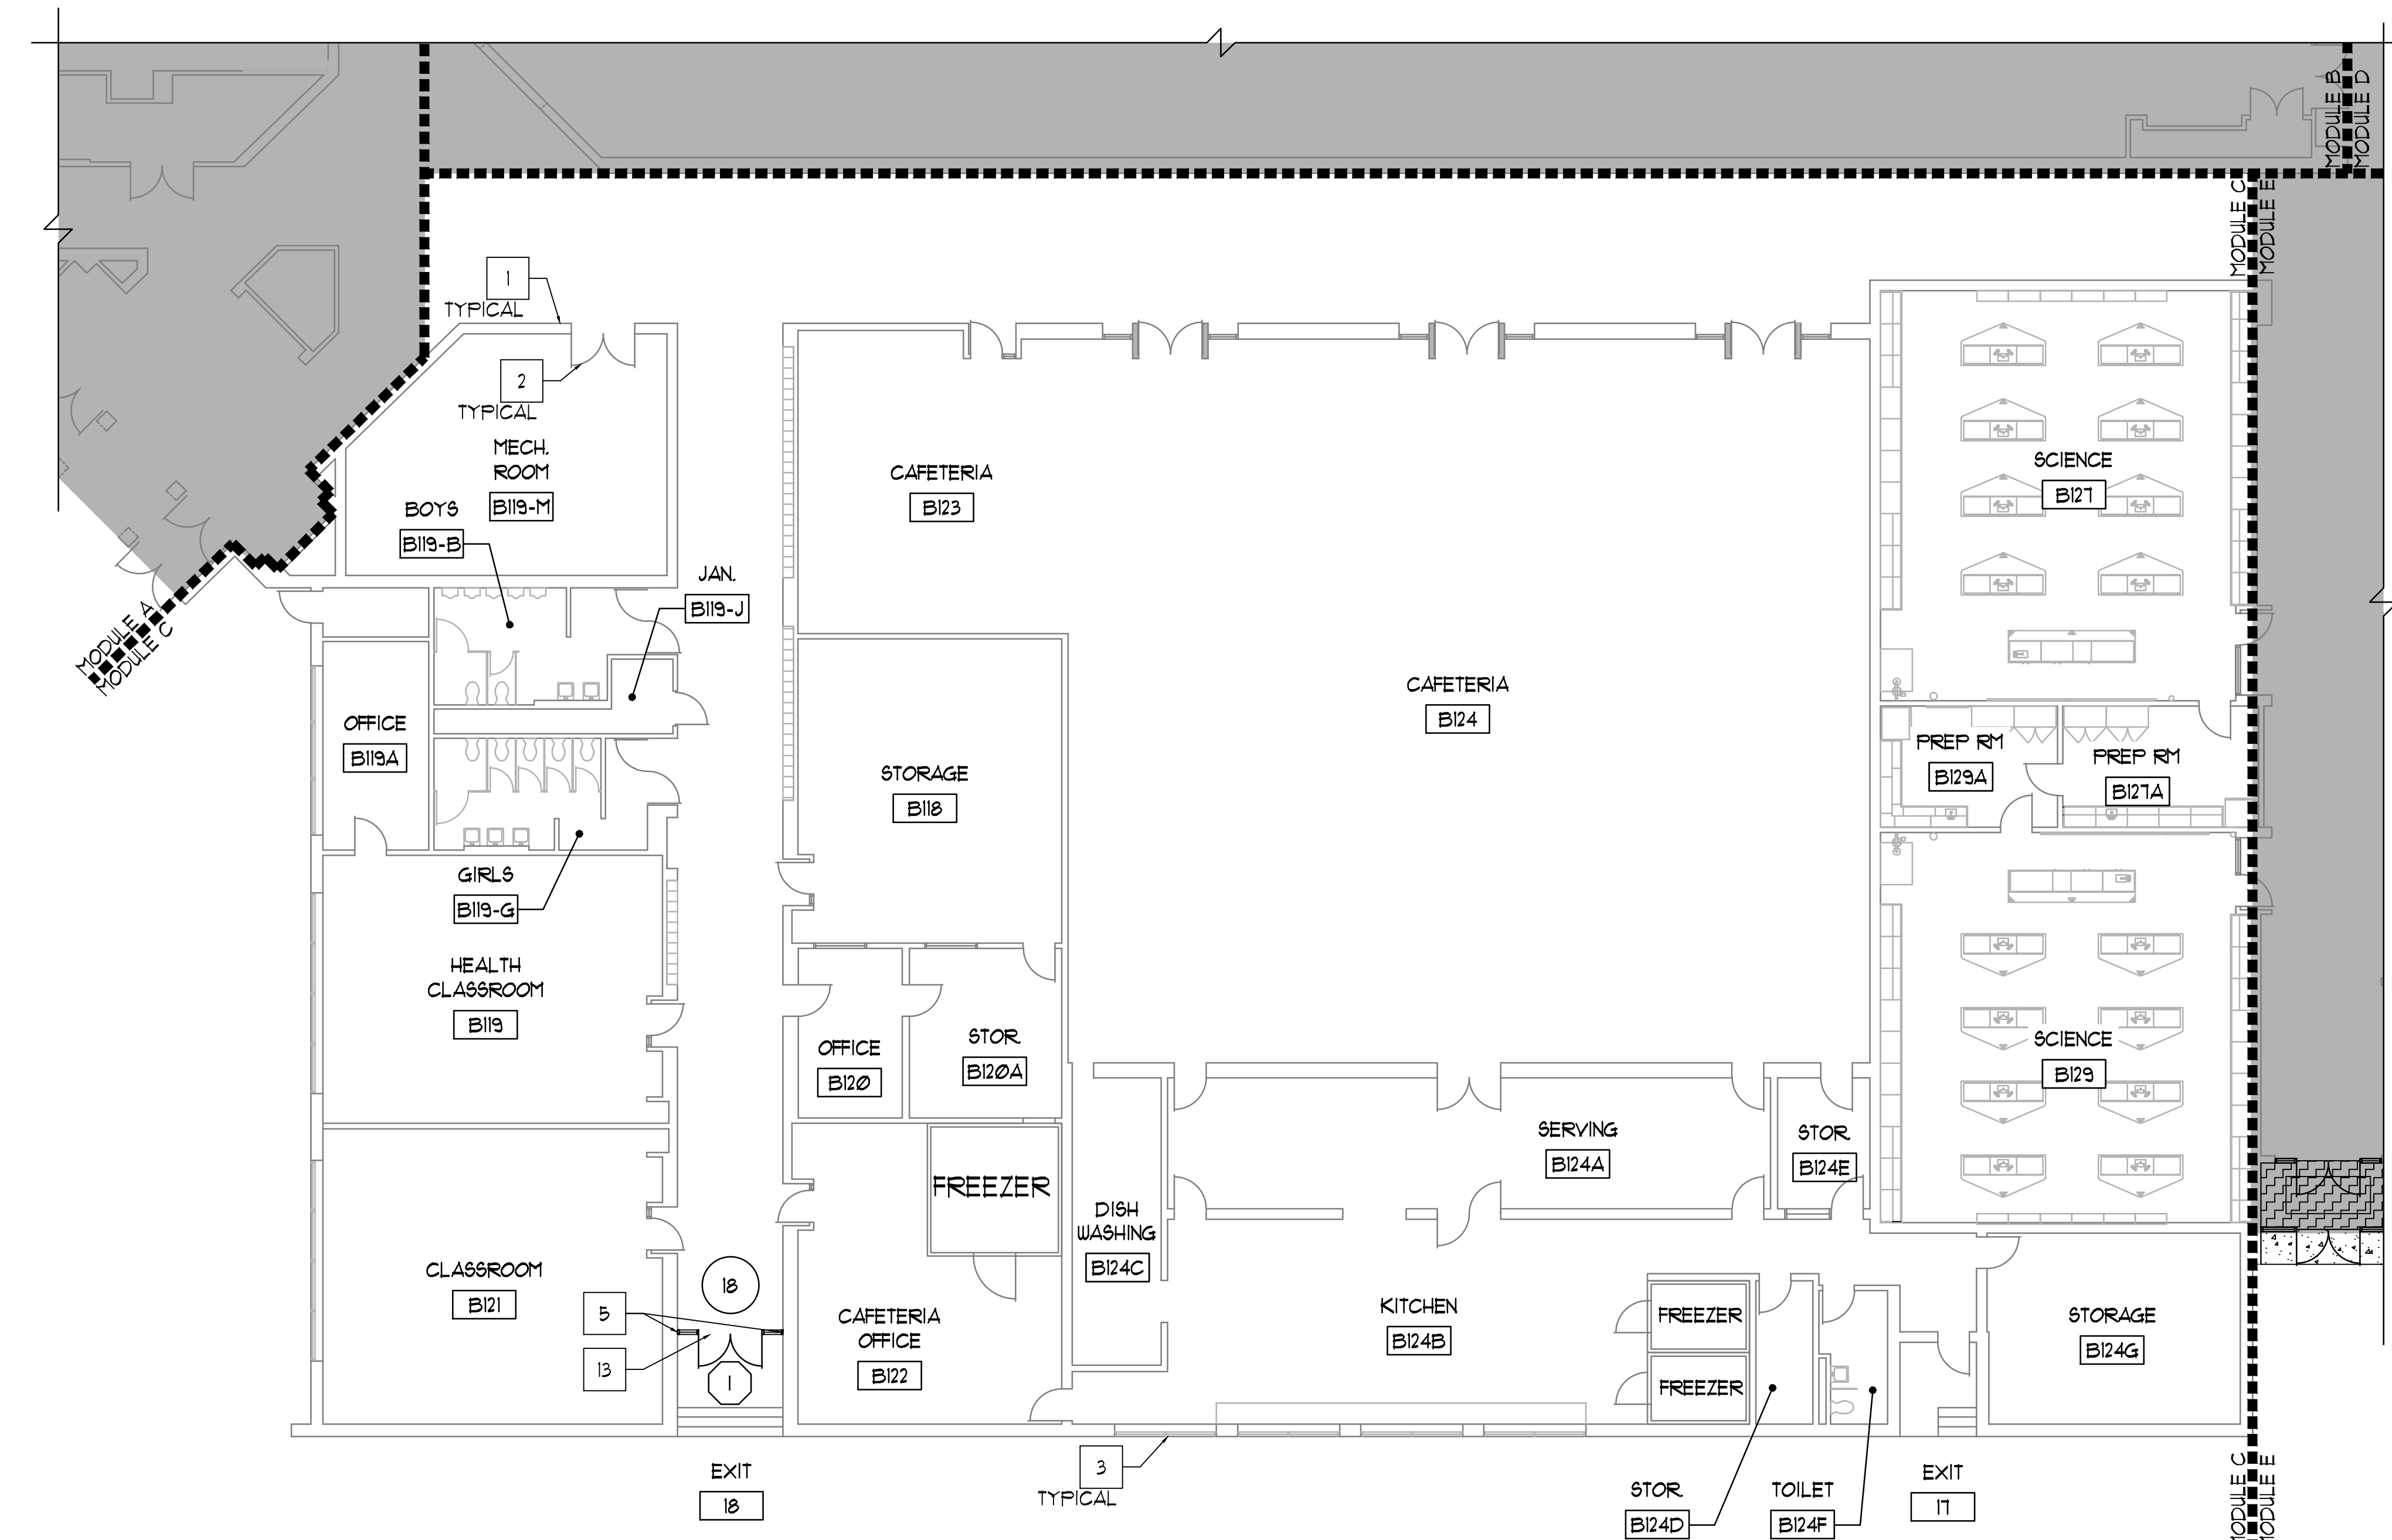 MODULE B
MODULE D
MODULE C
MODULE E
1
TYPICAL
2
TYPICAL
MECH.
ROOM
B119-M
BOYS
B119-B
JAN.
B119-J
MODULE A
MODULE C
CAFETERIA
B123
SCIENCE
B127
OFFICE
B119A
CAFETERIA
B124
STORAGE
B118
PREP RM
B129A
PREP RM
B127A
GIRLS
B119-G
HEALTH
CLASSROOM
B119
OFFICE
B120
STOR.
B120A
SCIENCE
B129
SERVING
B124A
STOR.
B124E
FREEZER
DISH
WASHING
B124C
CLASSROOM
B121
18
5
13
1
CAFETERIA
OFFICE
B122
KITCHEN
B124B
FREEZER
FREEZER
STORAGE
B124G
EXIT
18
3
TYPICAL
STOR.
B124D
TOILET
B124F
EXIT
17
MODULE C
MODULE E